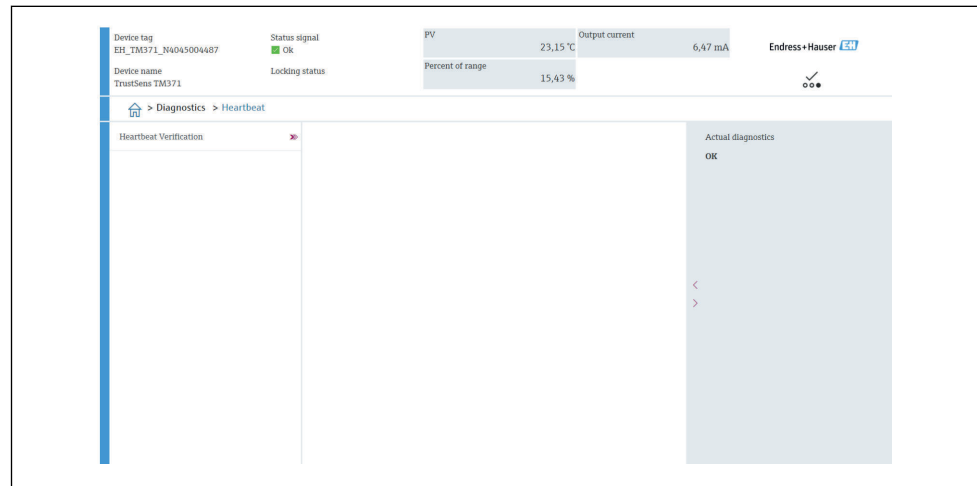 Device tag
EH_TM371_N4045004487
Status signal
Ok
PV
23,15 °C
Output current
6,47 mA
Endress+Hauser EH
Device name
TrustSens TM371
Locking status
Percent of range
15,43 %
> Diagnostics > Heartbeat
Heartbeat Verification
Actual diagnostics
OK